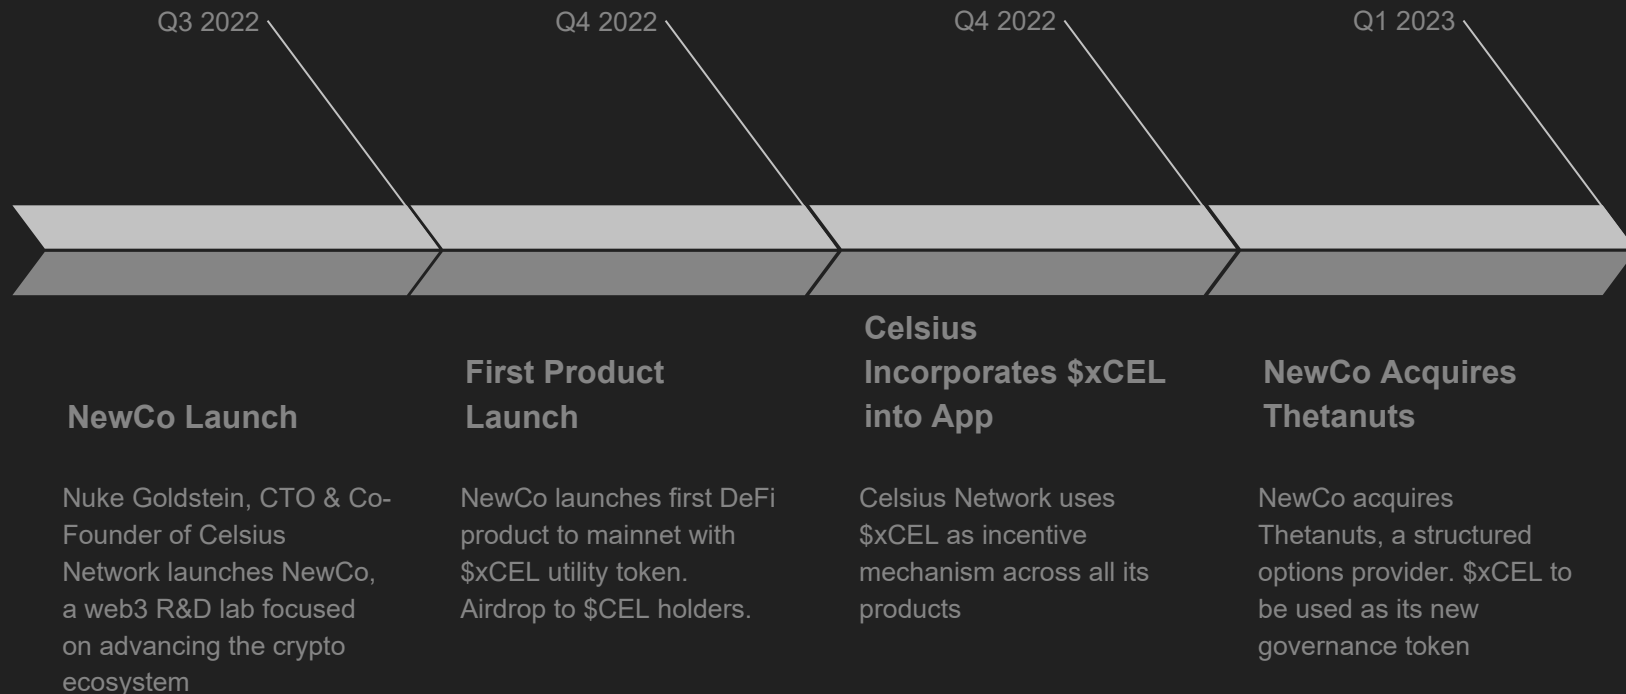 Q3 2022
Q4 2022
Q4 2022
Q1 2023
NewCo Launch
Nuke Goldstein, CTO & Co-
Founder of Celsius
Network launches NewCo,
a web3 R&D lab focused
on advancing the crypto
ecosystem
First Product
Launch
NewCo launches first DeFi
product to mainnet with
$xCEL utility token.
Airdrop to $CEL holders.
Celsius
Incorporates $xCEL
into App
Celsius Network uses
$xCEL as incentive
mechanism across all its
products
NewCo Acquires
Thetanuts
NewCo acquires
Thetanuts, a structured
options provider. $xCEL to
be used as its new
governance token